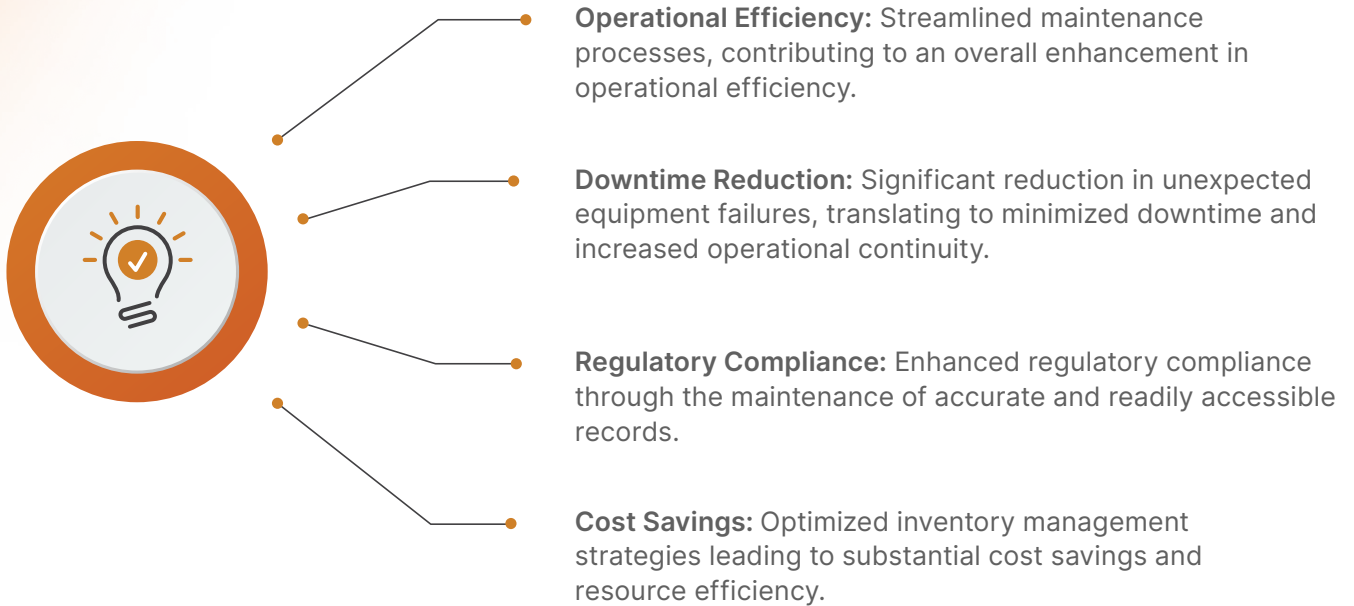 Operational Efficiency: Streamlined maintenance
processes, contributing to an overall enhancement in
operational efficiency.
Downtime Reduction: Significant reduction in unexpected
equipment failures, translating to minimized downtime and
increased operational continuity.
Regulatory Compliance: Enhanced regulatory compliance
through the maintenance of accurate and readily accessible
records.
Cost Savings: Optimized inventory management
strategies leading to substantial cost savings and
resource efficiency.